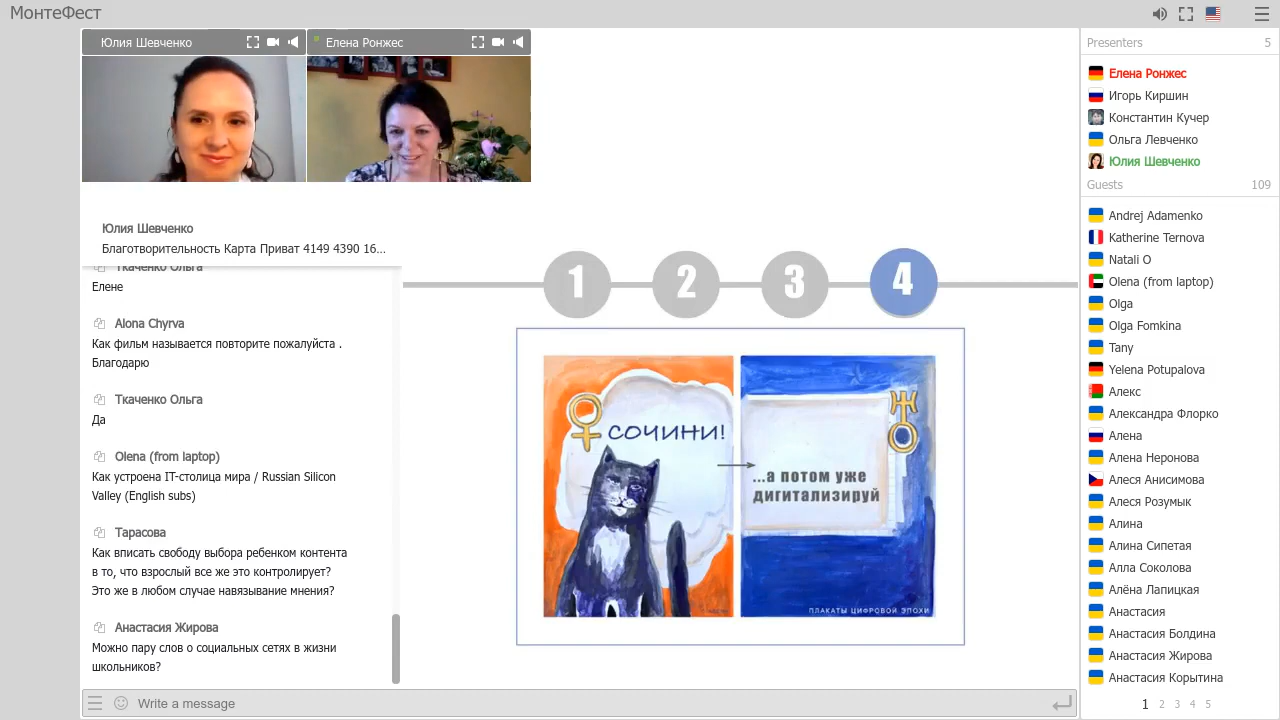 МонтеФест
Юлия Шевченко
Елена Ронжес
Юлия Шевченко
Благотворительность Карта Приват 4149 4390 16...
Ткаченко Ольга
Елене
Alona Chyrva
Как фильм называется повторите пожалуйста .
Благодарю
Ткаченко Ольга
Да
Olena (from laptop)
Как устроена IT-столица мира / Russian Silicon
Valley (English subs)
Тарасова
Как вписать свободу выбора ребенком контента
в то, что взрослый все же это контролирует?
Это же в любом случае навязывание мнения?
Анастасия Жирова
Можно пару слов о социальных сетях в жизни
школьников?
Write a message
1 2 3 4
СОЧИНИ!
...а потом уже
дигитализируй
ПЛАКАТЫ ЦИФРОВОЙ ЭПОХИ
Presenters 5
Елена Ронжес
Игорь Киршин
Константин Кучер
Ольга Левченко
Юлия Шевченко
Guests 109
Andrej Adamenko
Katherine Ternova
Natali O
Olena (from laptop)
Olga
Olga Fomkina
Tany
Yelena Potupalova
Алекс
Александра Флорко
Алена
Алена Неронова
Алеся Анисимова
Алеся Розумык
Алина
Алина Сипетая
Алла Соколова
Алёна Лапицкая
Анастасия
Анастасия Болдина
Анастасия Жирова
Анастасия Корытина
1 2 3 4 5